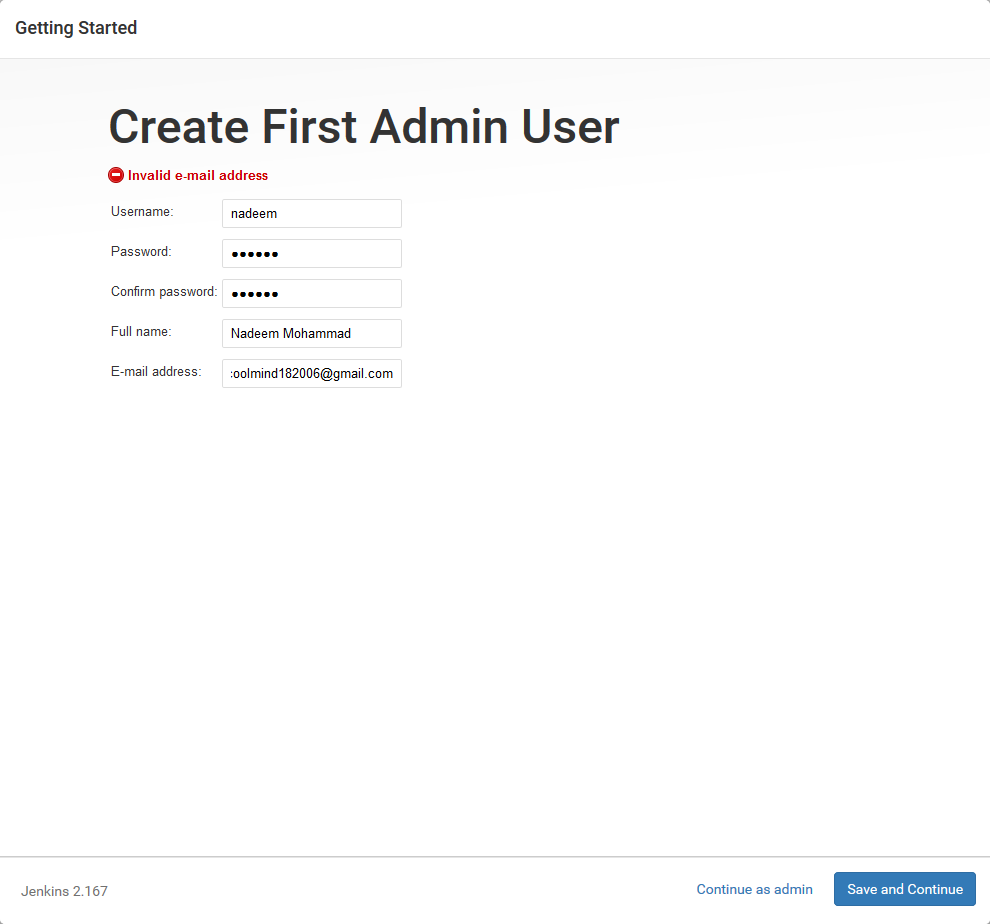 Getting Started
Create First Admin User
Invalid e-mail address
Username: nadeem
Password: ••••••
Confirm password: ••••••
Full name: Nadeem Mohammad
E-mail address: :oolmind182006@gmail.com
Jenkins 2.167
Continue as admin
Save and Continue